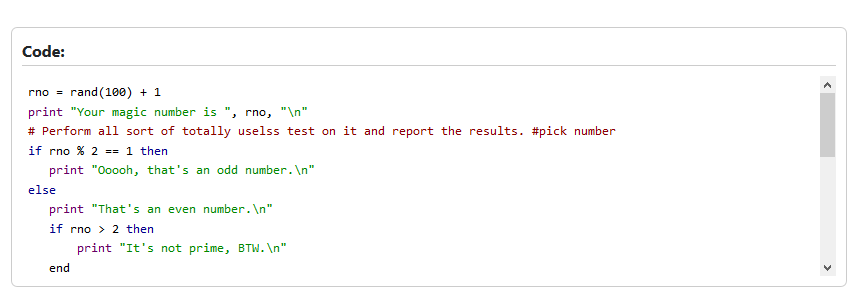 Code:
rno = rand(100) + 1
print "Your magic number is ", rno, "\n"
# Perform all sort of totally uselss test on it and report the results. #pick number
if rno % 2 == 1 then
   print "Ooooh, that's an odd number.\n"
else
   print "That's an even number.\n"
   if rno > 2 then
       print "It's not prime, BTW.\n"
   end